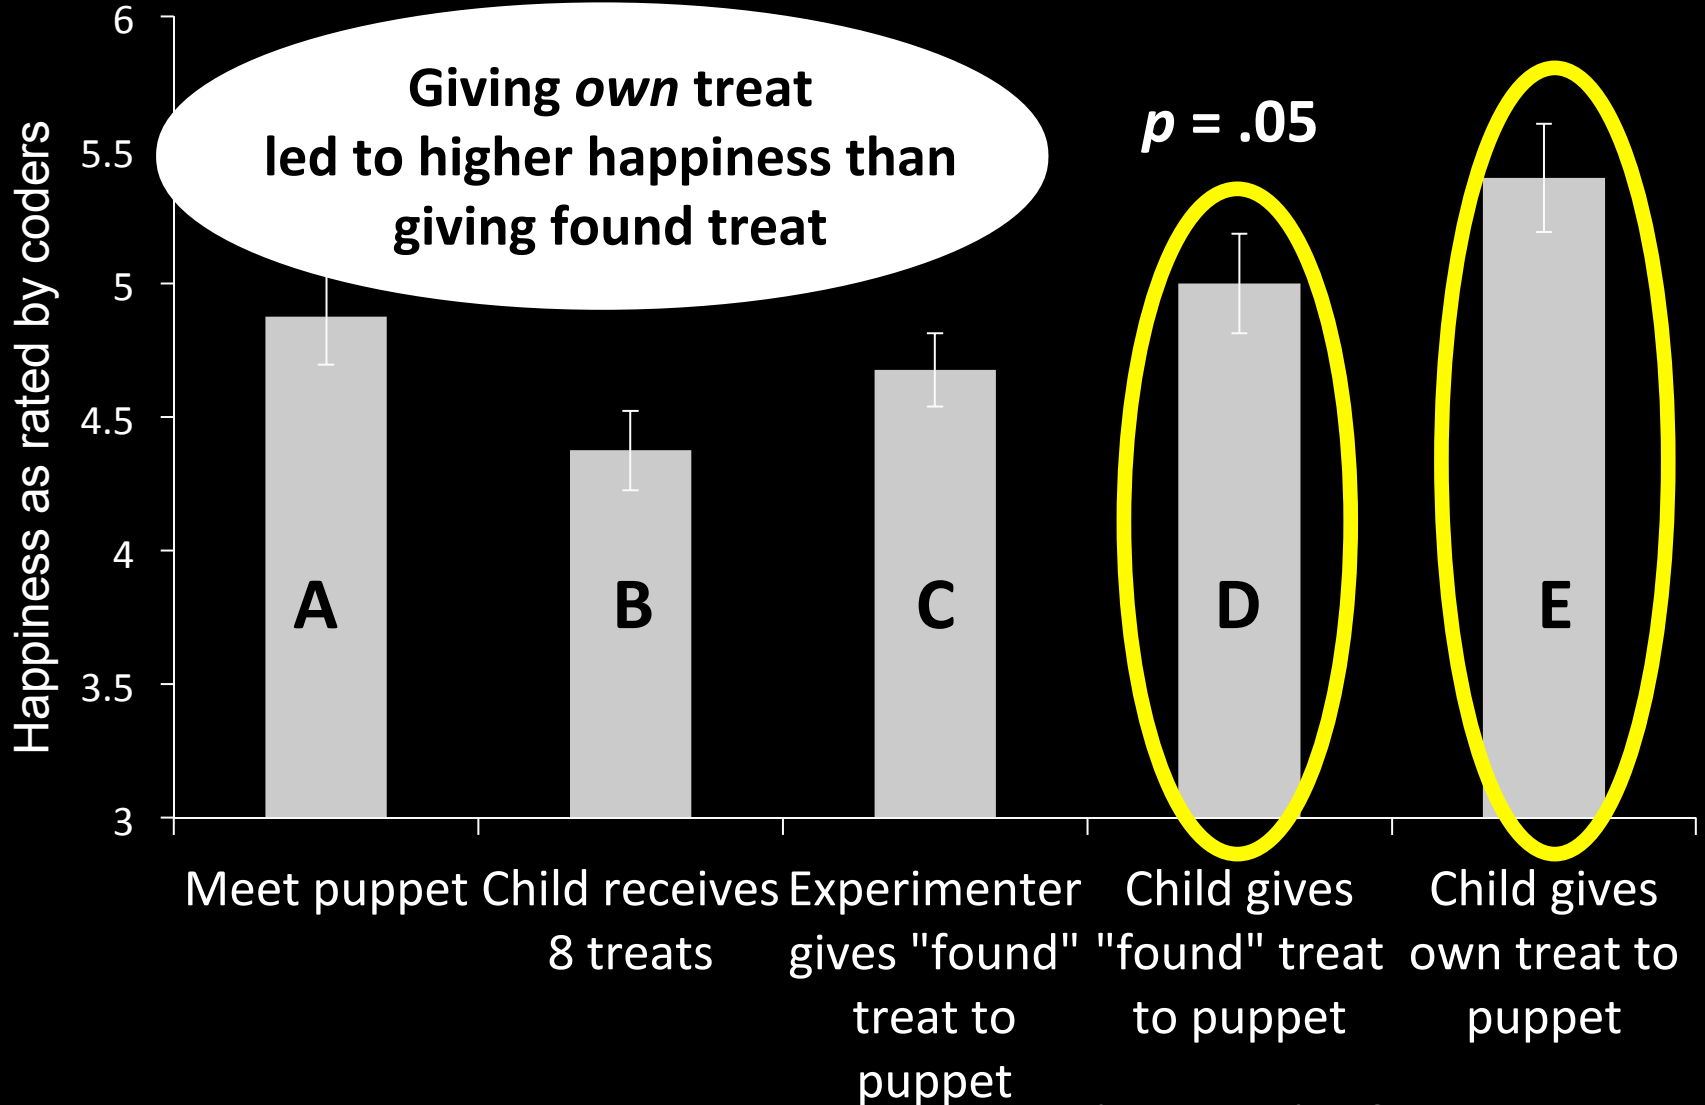 Giving own treat
led to higher happiness than
giving found treat
p = .05
Happiness as rated by coders
6
5.5
5
4.5
4
3.5
3
A
B
C
D
E
Meet puppet
Child receives
8 treats
Experimenter
gives "found"
treat to
puppet
Child gives
"found" treat
to puppet
Child gives
own treat to
puppet